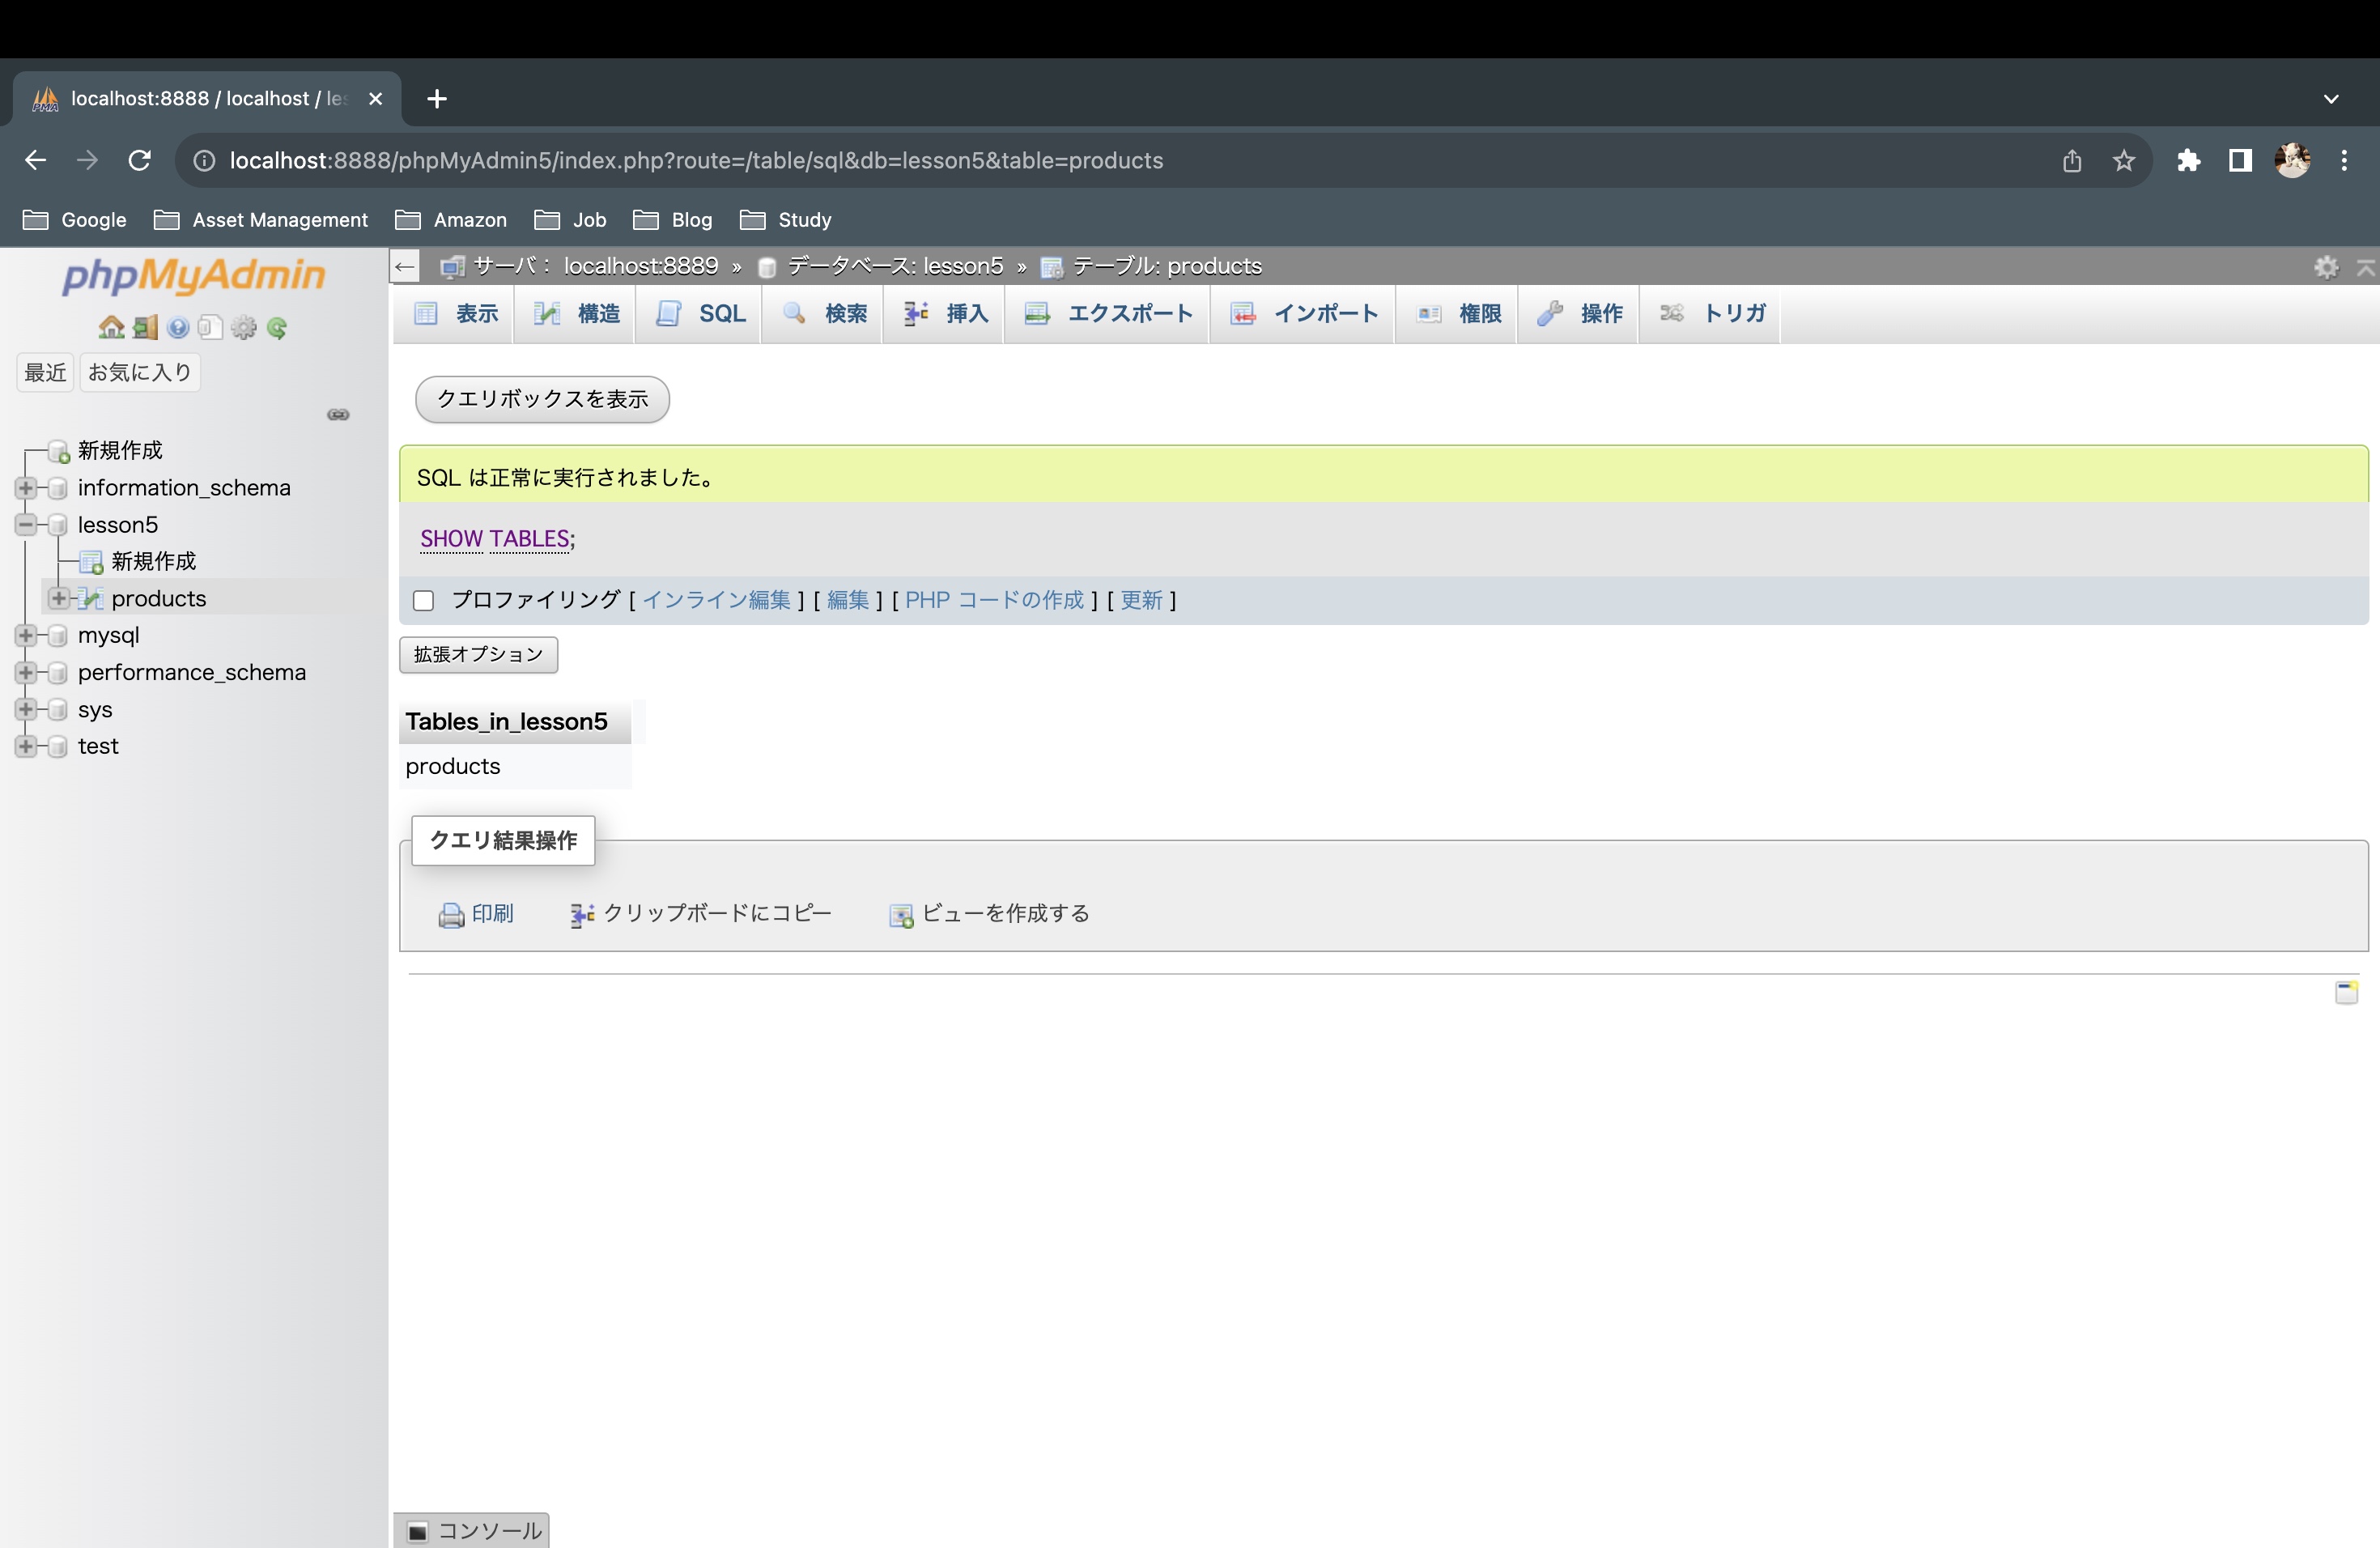 localhost:8888 / localhost / les
localhost:8888/phpMyAdmin5/index.php?route=/table/sql&db=lesson5&table=products
Google Asset Management Amazon Job Blog Study
phpMyAdmin
最近 お気に入り
新規作成
information_schema
lesson5
新規作成
products
mysql
performance_schema
sys
test
← サーバ： localhost:8889 » データベース: lesson5 » テーブル: products
表示 構造 SQL 検索 挿入 エクスポート インポート 権限 操作 トリガ
クエリボックスを表示
SQL は正常に実行されました。
SHOW TABLES;
プロファイリング [ インライン編集 ] [ 編集 ] [ PHP コードの作成 ] [ 更新 ]
拡張オプション
Tables_in_lesson5
products
クエリ結果操作
印刷 クリップボードにコピー ビューを作成する
コンソール